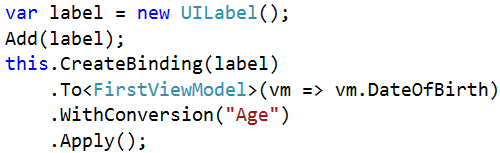 var label = new UILabel();
Add(label);
this.CreateBinding(label)
.To<FirstViewModel>(vm => vm.DateOfBirth)
.WithConversion("Age")
.Apply();